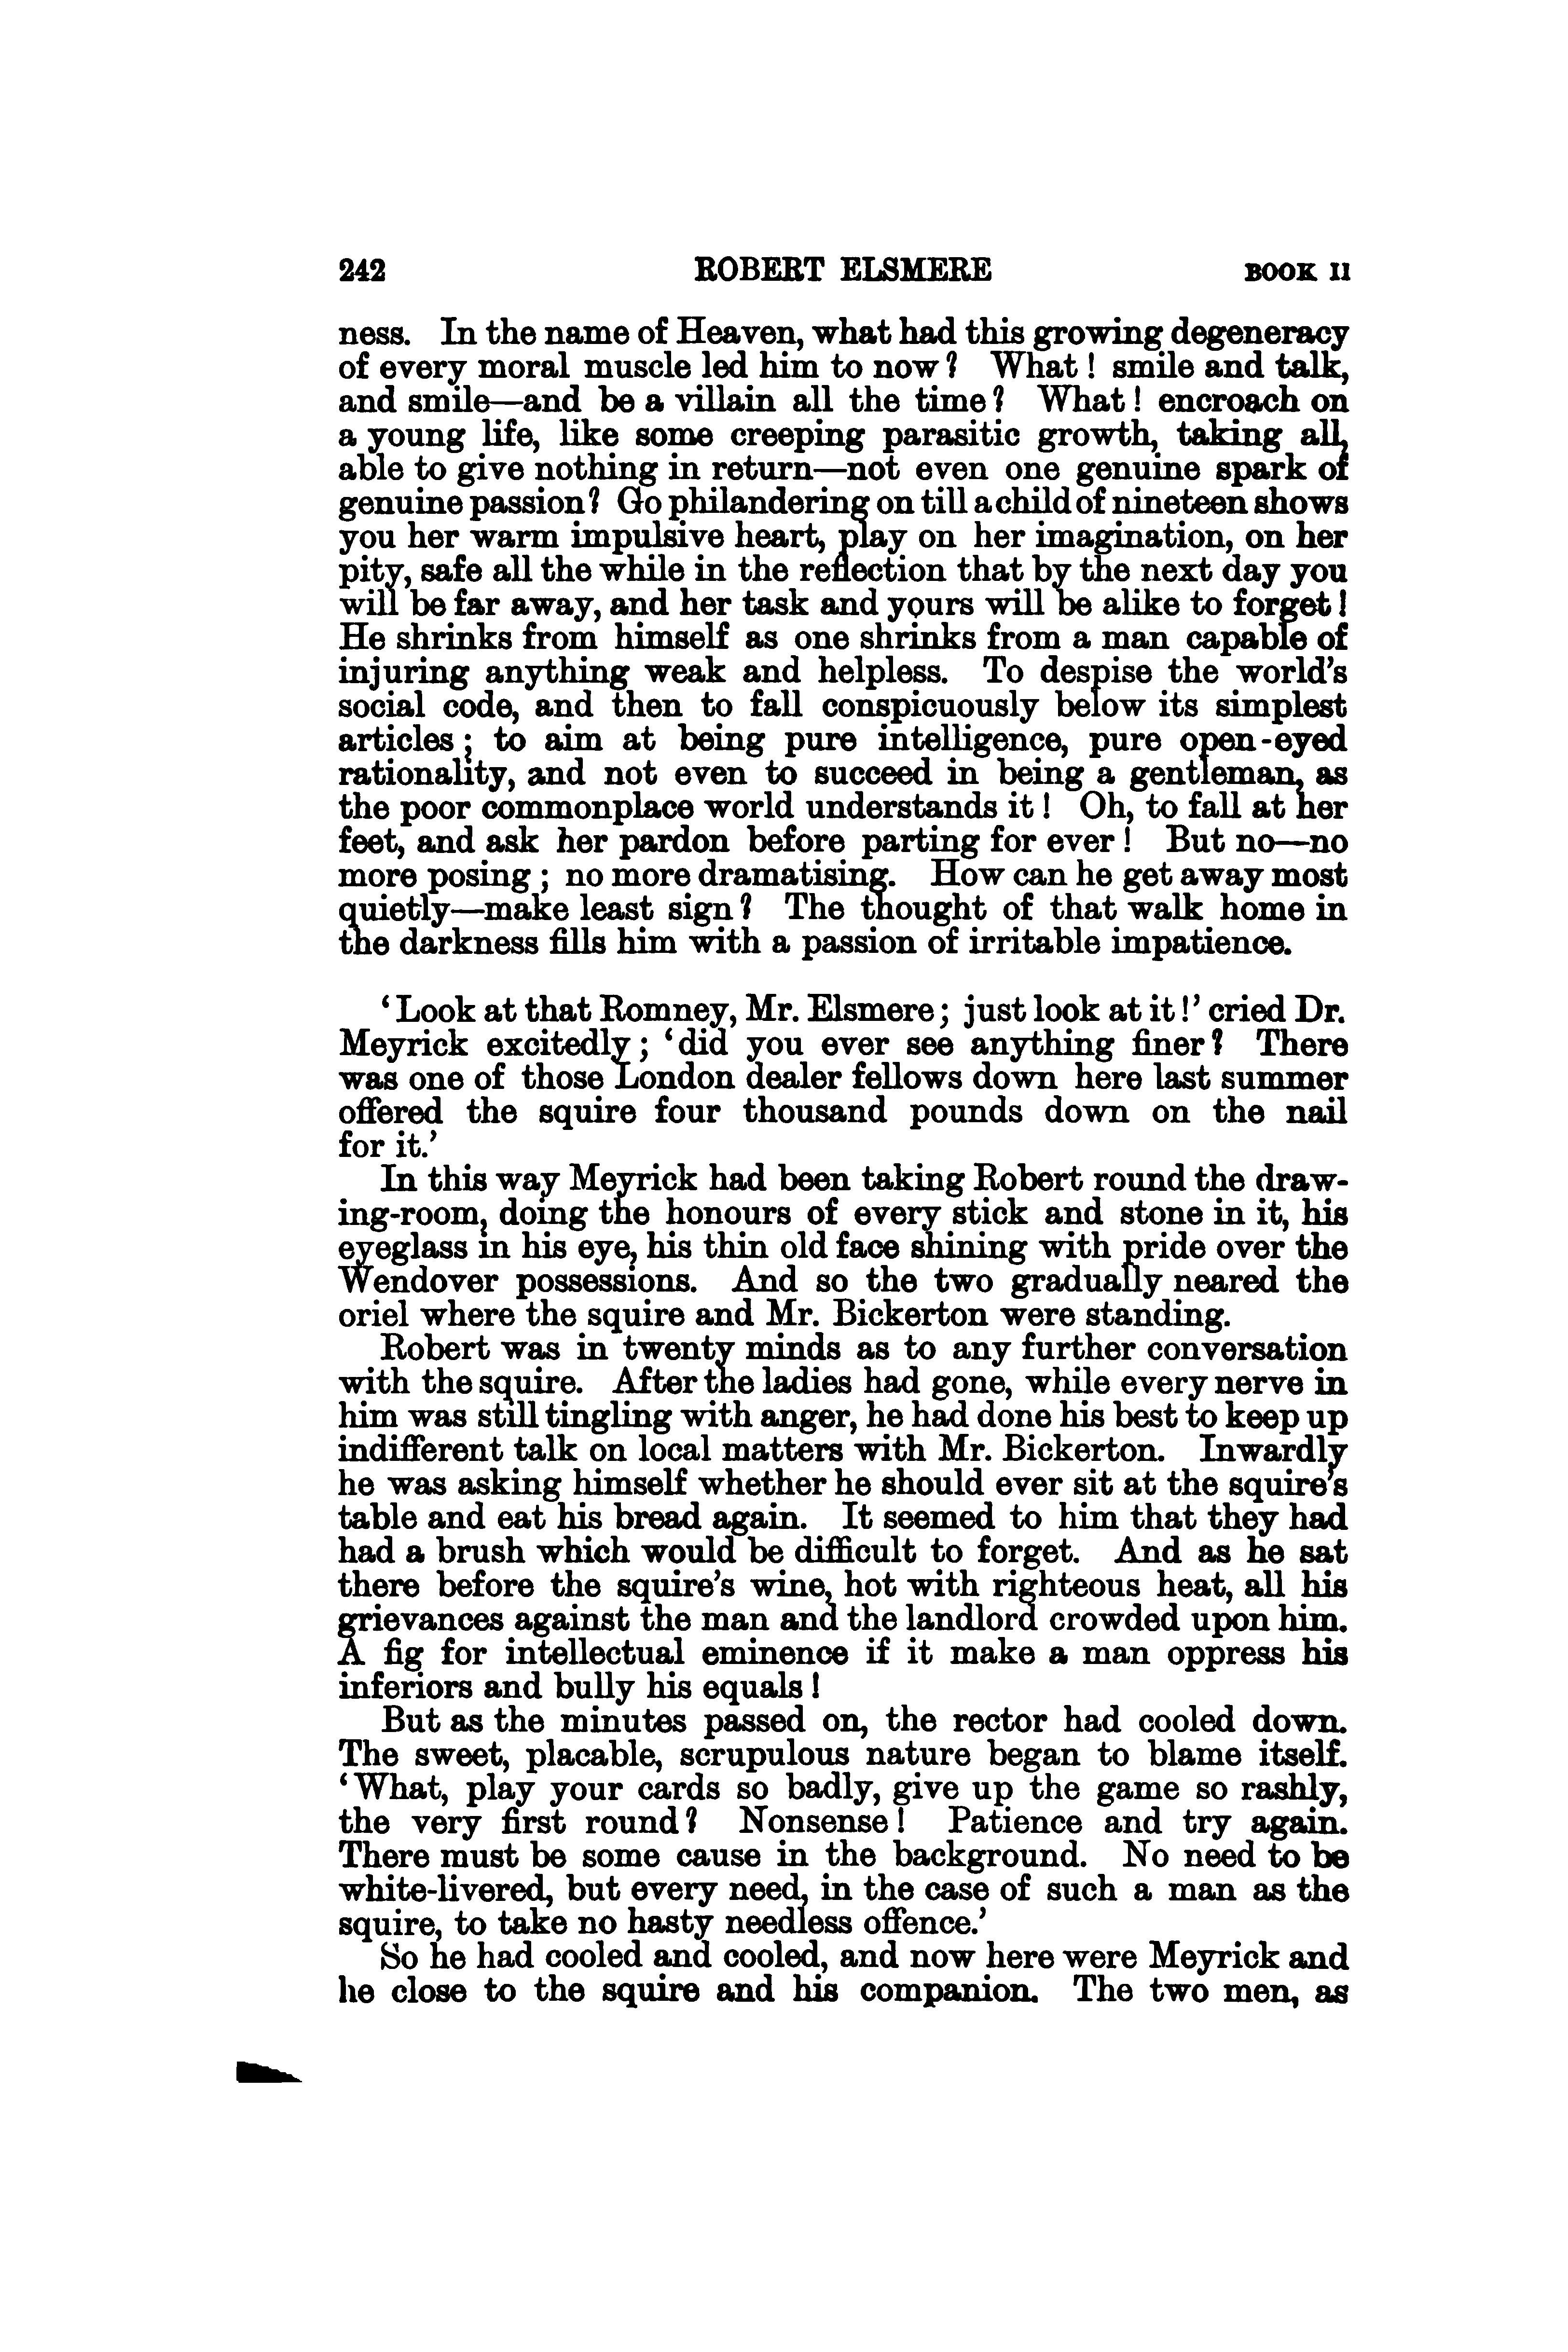 242 ROBERT ELSMERE BOOK II
ness. In the name of Heaven, what had this growing degeneracy
of every moral muscle led him to now? What! smile and talk,
and smile—and be a villain all the time? What! encroach on
a young life, like some creeping parasitic growth, taking all,
able to give nothing in return—not even one genuine spark of
genuine passion? Go philandering on till a child of nineteen shows
you her warm impulsive heart, play on her imagination, on her
pity, safe all the while in the reflection that by the next day you
will be far away, and her task and yours will be alike to forget!
He shrinks from himself as one shrinks from a man capable of
injuring anything weak and helpless. To despise the world's
social code, and then to fall conspicuously below its simplest
articles; to aim at being pure intelligence, pure open-eyed
rationality, and not even to succeed in being a gentleman, as
the poor commonplace world understands it! Oh, to fall at her
feet, and ask her pardon before parting for ever! But no—no
more posing; no more dramatising. How can he get away most
quietly—make least sign? The thought of that walk home in
the darkness fills him with a passion of irritable impatience.
'Look at that Romney, Mr. Elsmere; just look at it!' cried Dr.
Meyrick excitedly; 'did you ever see anything finer? There
was one of those London dealer fellows down here last summer
offered the squire four thousand pounds down on the nail
for it.'
In this way Meyrick had been taking Robert round the draw-
ing-room, doing the honours of every stick and stone in it, his
eyeglass in his eye, his thin old face shining with pride over the
Wendover possessions. And so the two gradually neared the
oriel where the squire and Mr. Bickerton were standing.
Robert was in twenty minds as to any further conversation
with the squire. After the ladies had gone, while every nerve in
him was still tingling with anger, he had done his best to keep up
indifferent talk on local matters with Mr. Bickerton. Inwardly
he was asking himself whether he should ever sit at the squire's
table and eat his bread again. It seemed to him that they had
had a brush which would be difficult to forget. And as he sat
there before the squire's wine, hot with righteous heat, all his
grievances against the man and the landlord crowded upon him.
A fig for intellectual eminence if it make a man oppress his
inferiors and bully his equals!
But as the minutes passed on, the rector had cooled down.
The sweet, placable, scrupulous nature began to blame itself.
'What, play your cards so badly, give up the game so rashly,
the very first round? Nonsense! Patience and try again.
There must be some cause in the background. No need to be
white-livered, but every need, in the case of such a man as the
squire, to take no hasty needless offence.'
So he had cooled and cooled, and now here were Meyrick and
he close to the squire and his companion. The two men, as